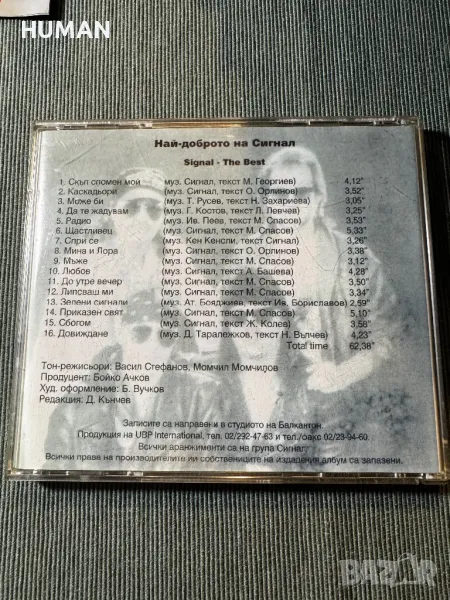 HUMAN
Най-доброто на Сигнал
Signal - The Best
1. Скъп спомен мой (муз. Сигнал, текст М. Георгиев) 4,12"
2. Каскадьори (муз. Сигнал, текст О. Орлинов) 3,52"
3. Може би (муз. Т. Русев, текст Н. Захариева) 3,05"
4. Да те жадувам (муз. Г. Костов, текст Л. Левчев) 3,25"
5. Радио (муз. Ив. Пеев, текст М. Спасов) 3,53"
6. Щастливец (муз. Сигнал, текст М. Спасов) 5,33"
7. Спри се (муз. Кен Кенсли, текст Сигнал) 3,26"
8. Мина и Лора (муз. Сигнал, текст О. Орлинов) 3,38"
9. Мъже (муз. Сигнал, текст М. Спасов) 3,12"
10. Любов (муз. Сигнал, текст А. Башева) 4,28"
11. До утре вечер (муз. Сигнал, текст М. Спасов) 3,50"
12. Липсваш ми (муз. Сигнал, текст М. Спасов) 3,34"
13. Зелени сигнали (муз. Ат. Бояджиев, текст Ив. Бориславов) 2,59"
14. Приказен свят (муз. Сигнал, текст М. Спасов) 5,10"
15. Сбогом (муз. Сигнал, текст Ж. Колев) 3,58"
16. Довиждане (муз. Д. Таралежков, текст Н. Вълчев) 4,23"
Total time 62,38"
Тон-режисьори: Васил Стефанов, Момчил Момчидов
Продуцент: Бойко Ачков
Худ. оформление: Б. Вучков
Редакция: Д. Кънчев
Записите са направени в студиото на Балкантон.
Продукция на UBP International, тел. 02/292-47 63 и тел./факс 02/23-94-60.
Всички аранжименти са на група Сигнал.
Всички права на производителите или собствениците на издадения албум са запазени.
BAZAR